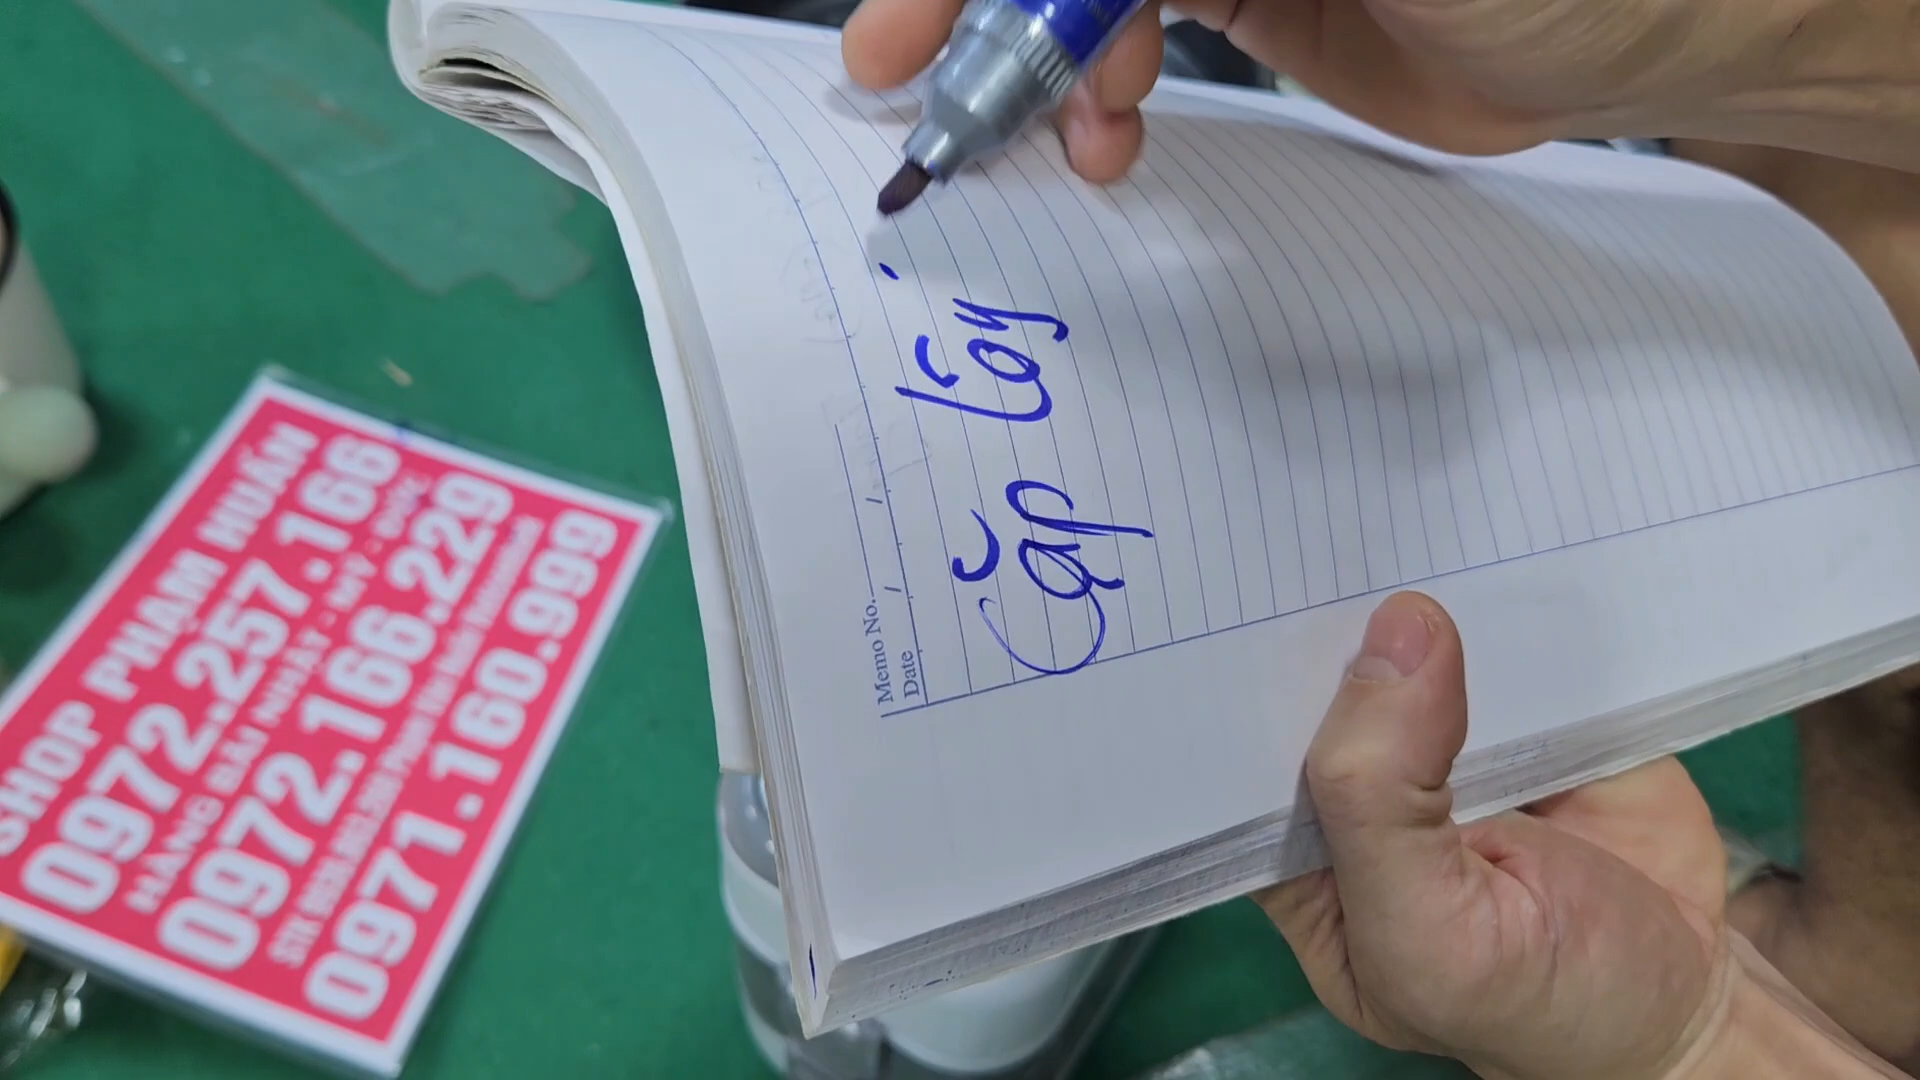 SHOP PHẠM HUẤN
0972.257.166
HÀNG BÃI NHẬT - MỸ - ĐỨC
0972.166.229
0971.160.999
Memo No.
Date / /
Cặp lôy